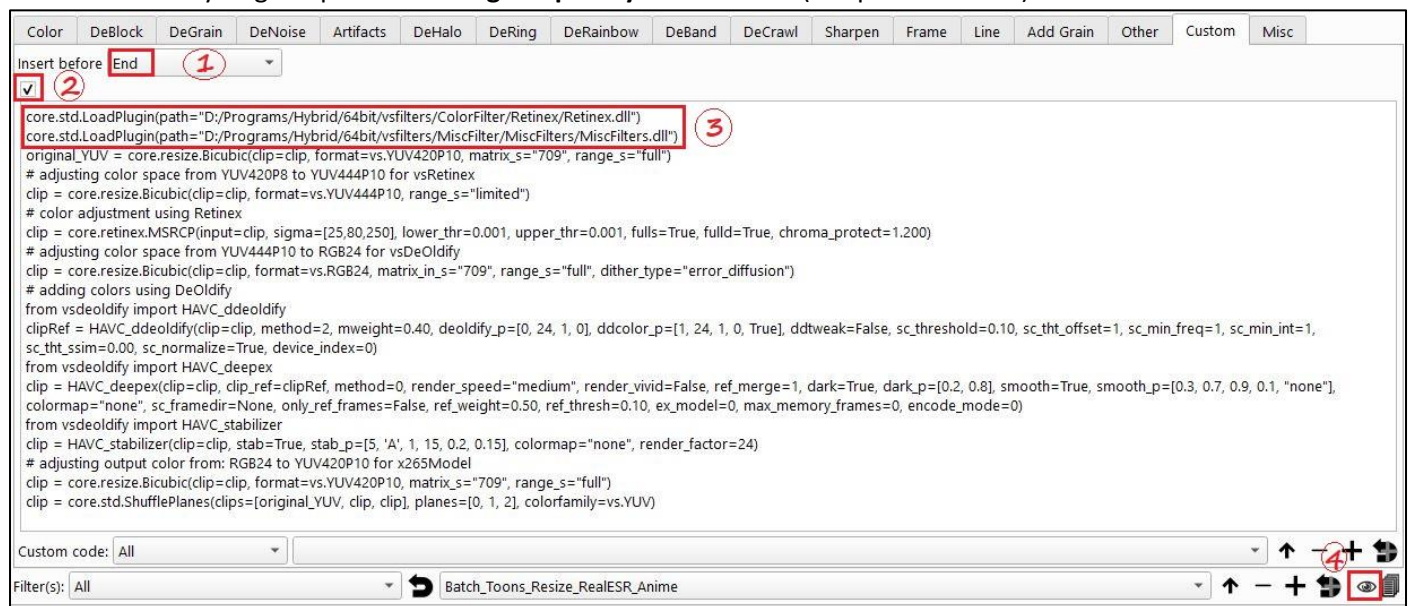 Color DeBlock DeGrain DeNoise Artifacts DeHalo DeRing DeRainbow DeBand DeCrawl Sharpen Frame Line Add Grain Other Custom Misc
Insert before End 1
2
core.std.LoadPlugin(path="D:/Programs/Hybrid/64bit/vsfilters/ColorFilter/Retinex/Retinex.dll")
core.std.LoadPlugin(path="D:/Programs/Hybrid/64bit/vsfilters/MiscFilter/MiscFilters/MiscFilters.dll") 3
original_YUV = core.resize.Bicubic(clip=clip, format=vs.YUV420P10, matrix_s="709", range_s="full")
# adjusting color space from YUV420P8 to YUV444P10 for vsRetinex
clip = core.resize.Bicubic(clip=clip, format=vs.YUV444P10, range_s="limited")
# color adjustment using Retinex
clip = core.retinex.MSRCP(input=clip, sigma=[25,80,250], lower_thr=0.001, upper_thr=0.001, fulls=True, fulld=True, chroma_protect=1.200)
# adjusting color space from YUV444P10 to RGB24 for vsDeOldify
clip = core.resize.Bicubic(clip=clip, format=vs.RGB24, matrix_in_s="709", range_s="full", dither_type="error_diffusion")
# adding colors using DeOldify
from vsdeoldify import HAVC_ddeoldify
clipRef = HAVC_ddeoldify(clip=clip, method=2, mweight=0.40, deoldify_p=[0, 24, 1, 0], ddcolor_p=[1, 24, 1, 0, True], ddtweak=False, sc_threshold=0.10, sc_tht_offset=1, sc_min_freq=1, sc_min_int=1,
sc_tht_ssim=0.00, sc_normalize=True, device_index=0)
from vsdeoldify import HAVC_deepex
clip = HAVC_deepex(clip=clip, clip_ref=clipRef, method=0, render_speed="medium", render_vivid=False, ref_merge=1, dark=True, dark_p=[0.2, 0.8], smooth=True, smooth_p=[0.3, 0.7, 0.9, 0.1, "none"],
colormap="none", sc_framedir=None, only_ref_frames=False, ref_weight=0.50, ref_thresh=0.10, ex_model=0, max_memory_frames=0, encode_mode=0)
from vsdeoldify import HAVC_stabilizer
clip = HAVC_stabilizer(clip=clip, stab=True, stab_p=[5, 'A', 1, 15, 0.2, 0.15], colormap="none", render_factor=24)
# adjusting output color from: RGB24 to YUV420P10 for x265Model
clip = core.resize.Bicubic(clip=clip, format=vs.YUV420P10, matrix_s="709", range_s="full")
clip = core.std.ShufflePlanes(clips=[original_YUV, clip, clip], planes=[0, 1, 2], colorfamily=vs.YUV)
Custom code: All
4
Filter(s): All Batch_Toons_Resize_RealESR_Anime